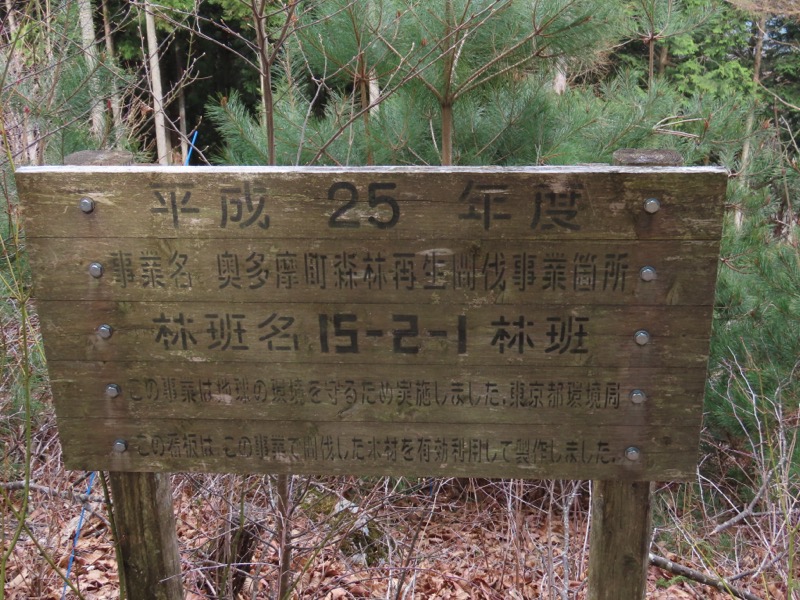 平成 25 年度
事業名 奥多摩町森林再生間伐事業箇所
林班名 15-2-1 林班
この事業は地球の環境を守るため実施しました。東京都環境局
この看板は、この事業で間伐した木材を有効利用して製作しました。